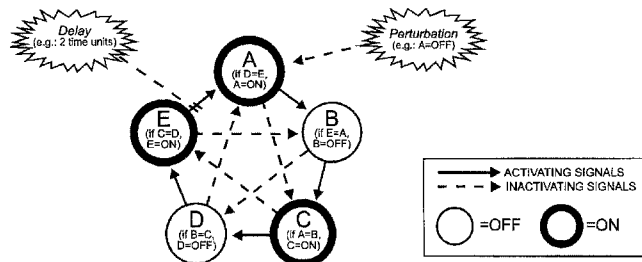 Delay
(e.g.: 2 time units)
Perturbation
(e.g.: A=OFF)
A
(if D=E,
A=ON)
E
(if C=D,
E=ON)
B
(if E=A,
B=OFF)
D
(if B=C,
D=OFF)
C
(if A=B,
C=ON)
ACTIVATING SIGNALS
INACTIVATING SIGNALS
=OFF
=ON